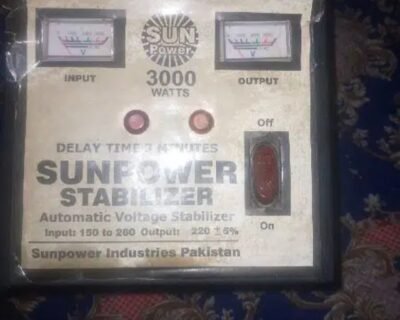 SUN
Power
INPUT
OUTPUT
3000
WATTS
V
V
Off
DELAY TIME 3 MINUTES
SUNPOWER
STABILIZER
Automatic Voltage Stabilizer
Input: 150 to 260 Output: 220 ± 5%
On
Sunpower Industries Pakistan